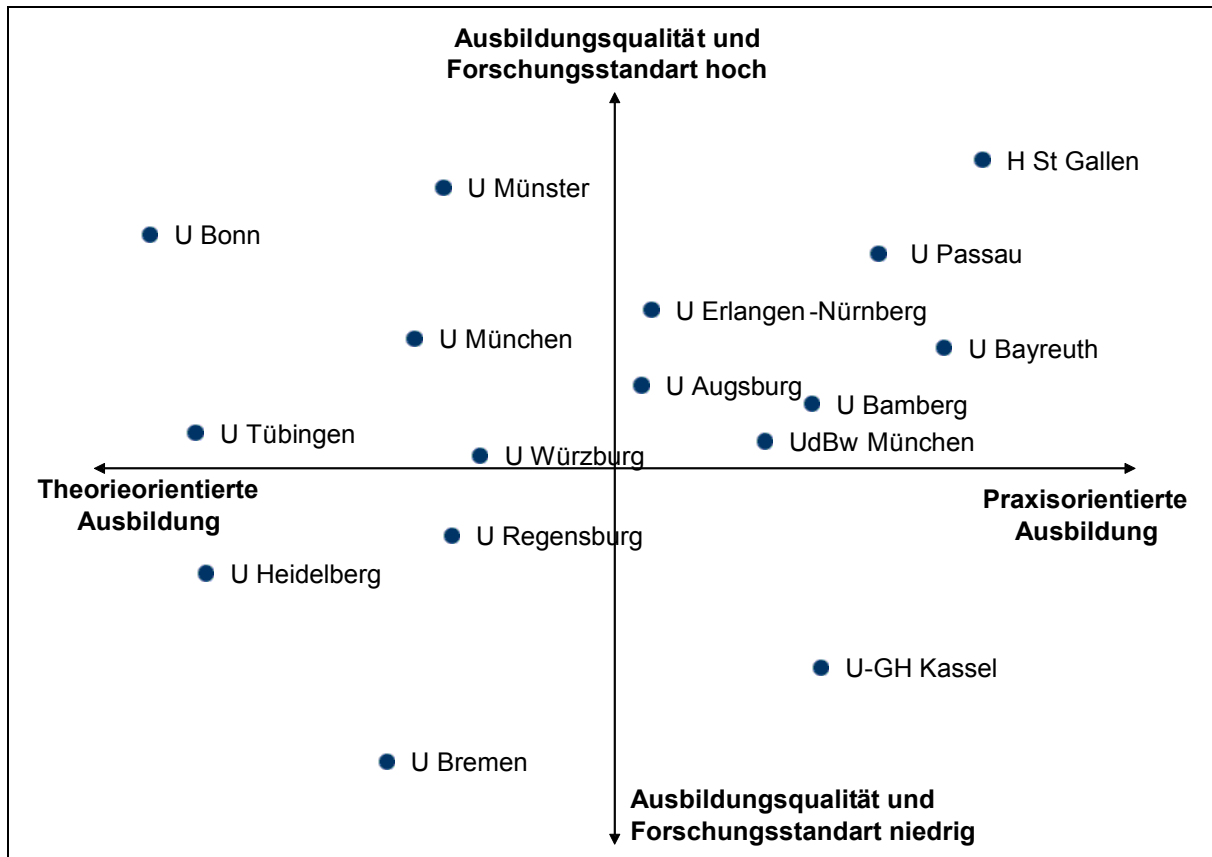 Ausbildungsqualität und
Forschungsstandart hoch
H St Gallen
U Münster
U Bonn
U Passau
U Erlangen-Nürnberg
U München
U Bayreuth
U Augsburg
U Bamberg
U Tübingen
UdBw München
U Würzburg
Theorieorientierte
Ausbildung
Praxisorientierte
Ausbildung
U Regensburg
U Heidelberg
U-GH Kassel
U Bremen
Ausbildungsqualität und
Forschungsstandart niedrig